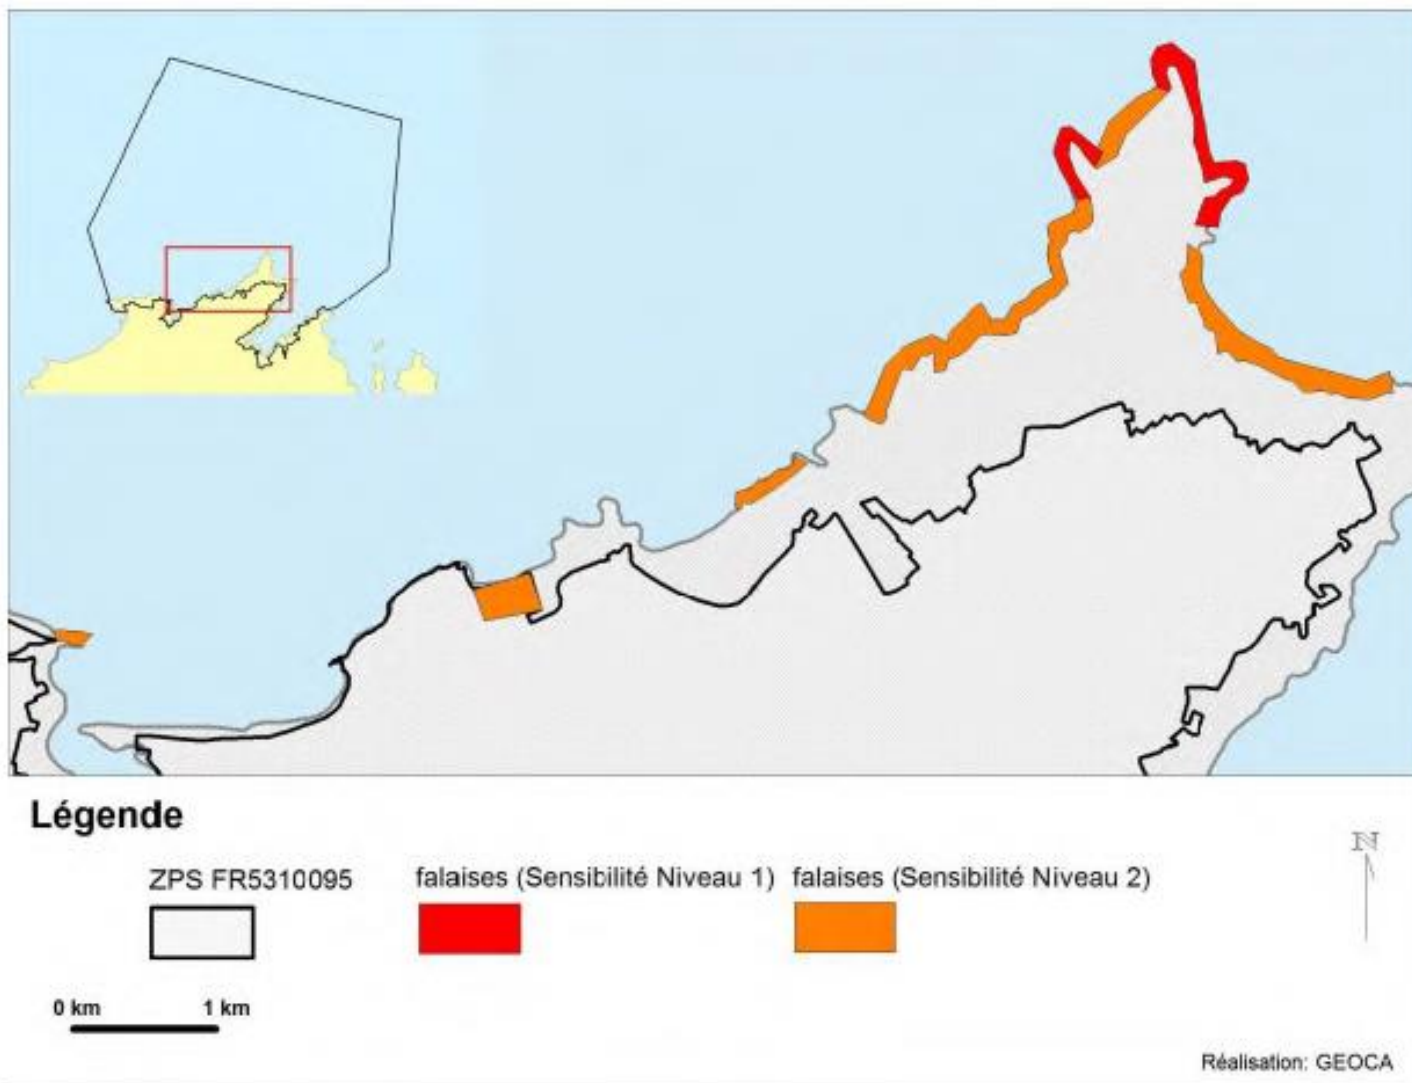 Légende
ZPS FR5310095
falaises (Sensibilité Niveau 1)
falaises (Sensibilité Niveau 2)
N
0 km 1 km
Réalisation: GEOCA